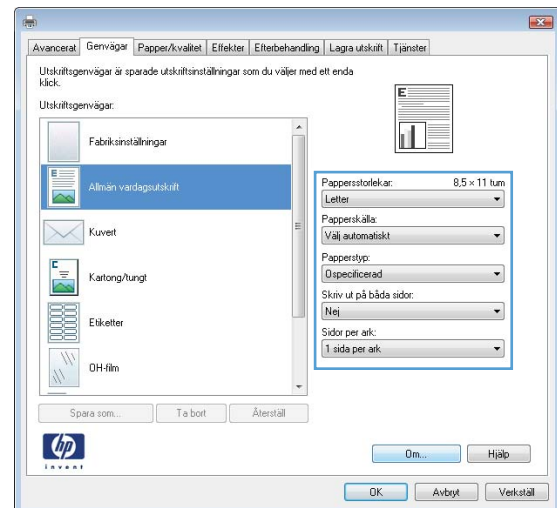 Avancerat Genvägar Papper/kvalitet Effekter Efterbehandling Lagra utskrift Tjänster
Utskriftsgenvägar är sparade utskriftsinställningar som du väljer med ett enda
klick.
Utskriftsgenvägar:
Fabriksinställningar
Allmän vardagsutskrift
Kuvert
Kartong/tungt
Etiketter
OH-film
E
Pappersstorlekar: 8,5 × 11 tum
Letter
Papperskälla:
Välj automatiskt
Papperstyp:
Ospecificerad
Skriv ut på båda sidor:
Nej
Sidor per ark:
1 sida per ark
Spara som... Ta bort Återställ
hp
invent
Om... Hjälp
OK Avbryt Verkställ